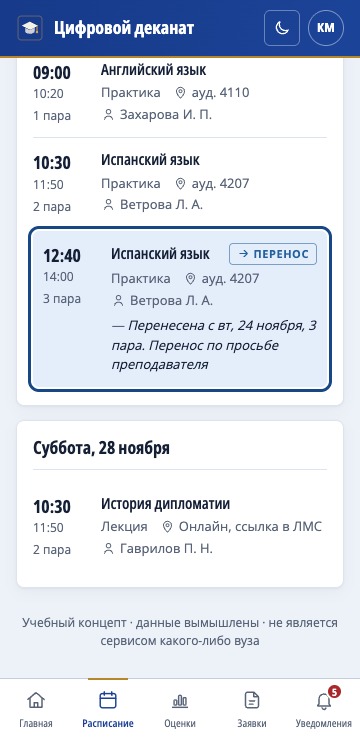 Цифровой деканат
КМ
09:00 Английский язык
10:20 Практика ауд. 4110
1 пара Захарова И. П.
10:30 Испанский язык
11:50 Практика ауд. 4207
2 пара Ветрова Л. А.
12:40 Испанский язык → ПЕРЕНОС
14:00 Практика ауд. 4207
3 пара Ветрова Л. А.
— Перенесена с вт, 24 ноября, 3
пара. Перенос по просьбе
преподавателя
Суббота, 28 ноября
10:30 История дипломатии
11:50 Лекция Онлайн, ссылка в ЛМС
2 пара Гаврилов П. Н.
Учебный концепт · данные вымышлены · не является
сервисом какого-либо вуза
5
Главная Расписание Оценки Заявки Уведомления